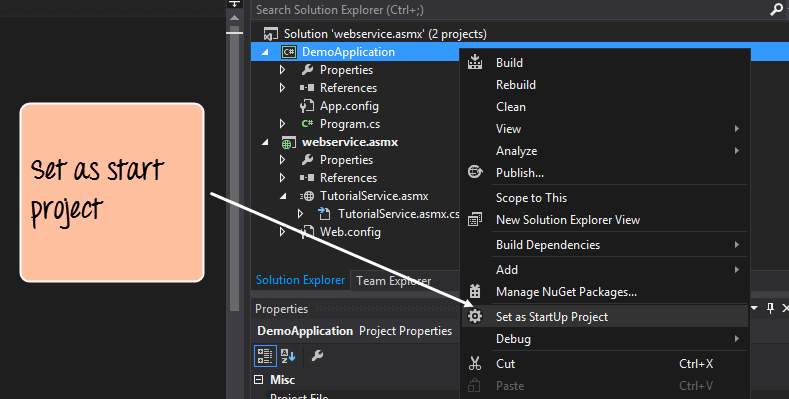 Search Solution Explorer (Ctrl+;)
Solution 'webservice.asmx' (2 projects)
C# DemoApplication
Properties
References
App.config
C# Program.cs
webservice.asmx
Properties
References
TutorialService.asmx
TutorialService.asmx.cs
Web.config
Solution Explorer Team Explorer
Properties
DemoApplication Project Properties
Misc
Project File
Set as start
project
Build
Rebuild
Clean
View
Analyze
Publish...
Scope to This
New Solution Explorer View
Build Dependencies
Add
Manage NuGet Packages...
Set as StartUp Project
Debug
Cut Ctrl+X
Paste Ctrl+V